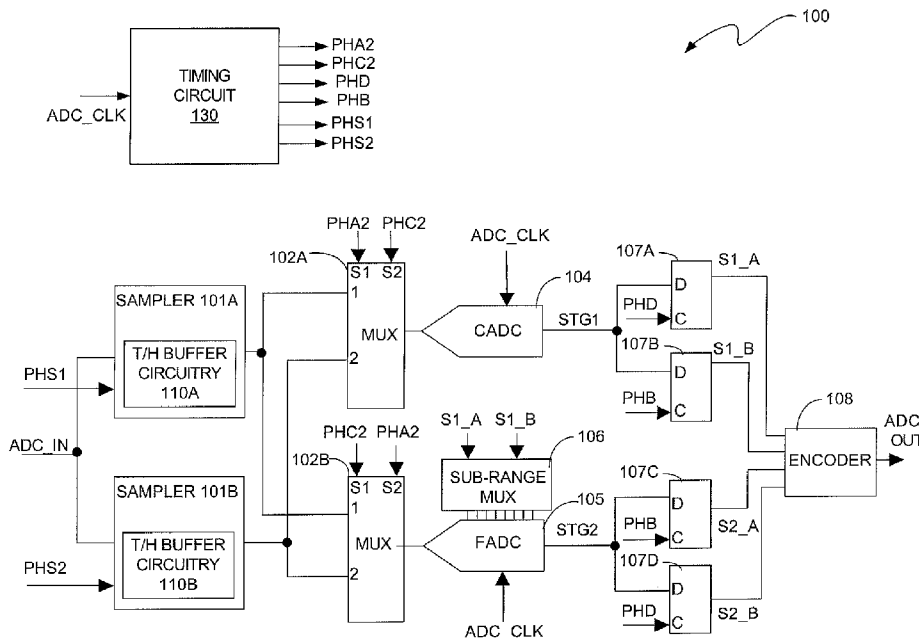 100
TIMING
CIRCUIT
130
ADC_CLK
PHA2
PHC2
PHD
PHB
PHS1
PHS2
PHA2
PHC2
102A
S1
S2
1
2
MUX
ADC_CLK
104
CADC
STG1
107A
D
C
PHD
S1_A
107B
D
C
PHB
S1_B
SAMPLER 101A
T/H BUFFER
CIRCUITRY
110A
PHS1
ADC_IN
SAMPLER 101B
T/H BUFFER
CIRCUITRY
110B
PHS2
PHC2
PHA2
102B
S1
S2
1
2
MUX
S1_A
S1_B
106
SUB-RANGE
MUX
105
FADC
STG2
ADC_CLK
107C
D
C
PHB
S2_A
107D
D
C
PHD
S2_B
108
ENCODER
ADC
OUT